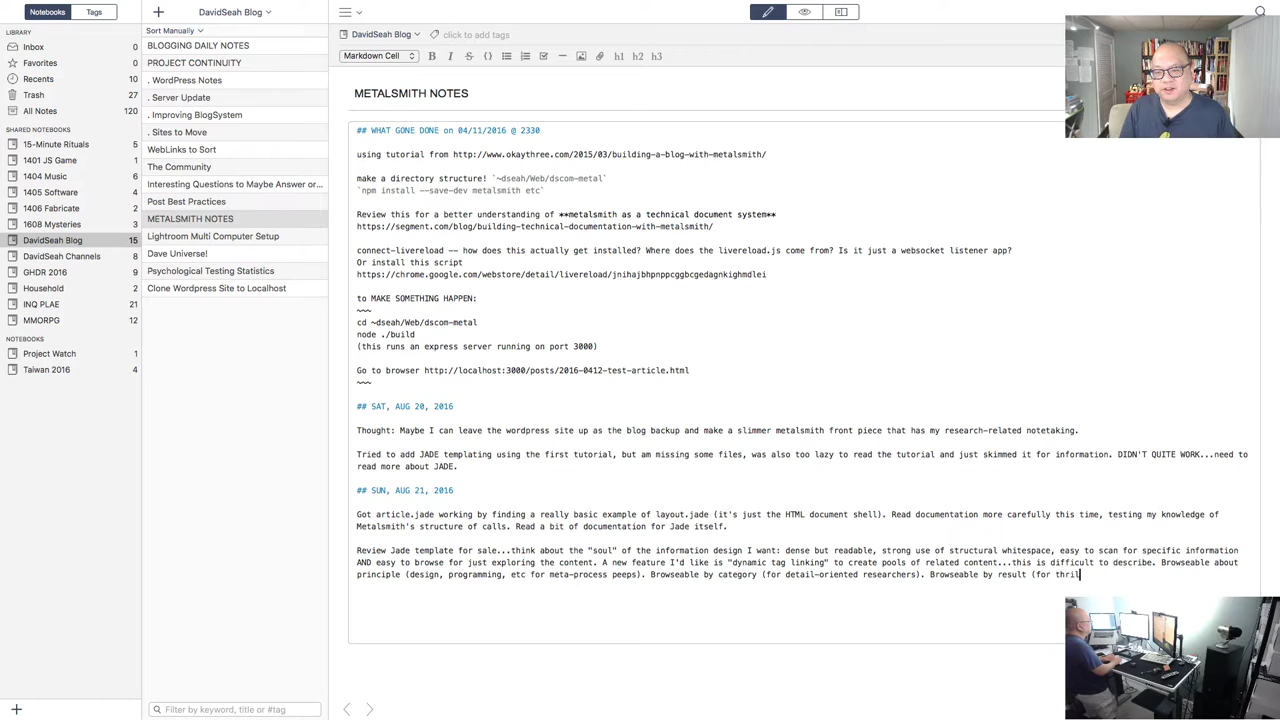 Notebooks Tags
DavidSeah Blog
Sort Manually
LIBRARY
Inbox 0
Favorites 0
Recents 10
Trash 27
All Notes 120
SHARED NOTEBOOKS
15-Minute Rituals 5
1401 JS Game 1
1404 Music 6
1405 Software 4
1406 Fabricate 2
1608 Mysteries 3
DavidSeah Blog 15
DavidSeah Channels 8
GHDR 2016 9
Household 2
INQ PLAE 21
MMORPG 12
NOTEBOOKS
Project Watch 1
Taiwan 2016 4
BLOGGING DAILY NOTES
PROJECT CONTINUITY
. WordPress Notes
. Server Update
. Improving BlogSystem
. Sites to Move
WebLinks to Sort
The Community
Interesting Questions to Maybe Answer or...
Post Best Practices
METALSMITH NOTES
Lightroom Multi Computer Setup
Dave Universe!
Psychological Testing Statistics
Clone Wordpress Site to Localhost
Filter by keyword, title or #tag
DavidSeah Blog click to add tags
Markdown Cell B I S {} h1 h2 h3
METALSMITH NOTES
## WHAT GONE DONE on 04/11/2016 @ 2330
using tutorial from http://www.okaythree.com/2015/03/building-a-blog-with-metalsmith/
make a directory structure! `~dseah/Web/dscom-metal`
`npm install --save-dev metalsmith etc`
Review this for a better understanding of **metalsmith as a technical document system**
https://segment.com/blog/building-technical-documentation-with-metalsmith/
connect-livereload -- how does this actually get installed? Where does the livereload.js come from? Is it just a websocket listener app?
Or install this script
https://chrome.google.com/webstore/detail/livereload/jnihajbhpnppcggbcgedagnkighmdlei
to MAKE SOMETHING HAPPEN:
~~~
cd ~dseah/Web/dscom-metal
node ./build
(this runs an express server running on port 3000)
Go to browser http://localhost:3000/posts/2016-0412-test-article.html
~~~
## SAT, AUG 20, 2016
Thought: Maybe I can leave the wordpress site up as the blog backup and make a slimmer metalsmith front piece that has my research-related notetaking.
Tried to add JADE templating using the first tutorial, but am missing some files, was also too lazy to read the tutorial and just skimmed it for information. DIDN'T QUITE WORK...need to
read more about JADE.
## SUN, AUG 21, 2016
Got article.jade working by finding a really basic example of layout.jade (it's just the HTML document shell). Read documentation more carefully this time, testing my knowledge of
Metalsmith's structure of calls. Read a bit of documentation for Jade itself.
Review Jade template for sale...think about the "soul" of the information design I want: dense but readable, strong use of structural whitespace, easy to scan for specific information
AND easy to browse for just exploring the content. A new feature I'd like is "dynamic tag linking" to create pools of related content...this is difficult to describe. Browseable about
principle (design, programming, etc for meta-process peeps). Browseable by category (for detail-oriented researchers). Browseable by result (for thril